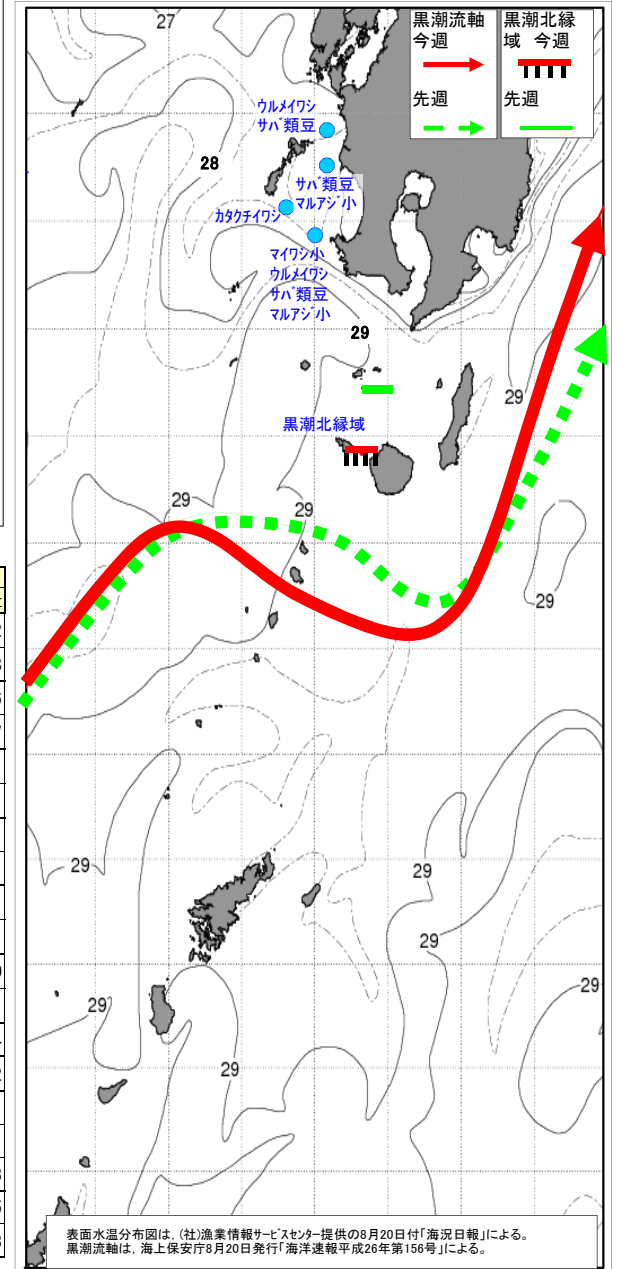 黒潮流軸
今週
先週
黒潮北縁
域 今週
先週
27
ウルメイワシ
サバ類豆
28
サバ類豆
マルアジ小
カタクチイワシ
マイワシ小
ウルメイワシ
サバ類豆
マルアジ小
29
29
黒潮北縁域
29
29
29
29
29
29
29
29
29
表面水温分布図は, (社)漁業情報サービスセンター提供の8月20日付「海況日報」による。
黒潮流軸は, 海上保安庁8月20日発行「海洋速報平成26年第156号」による。